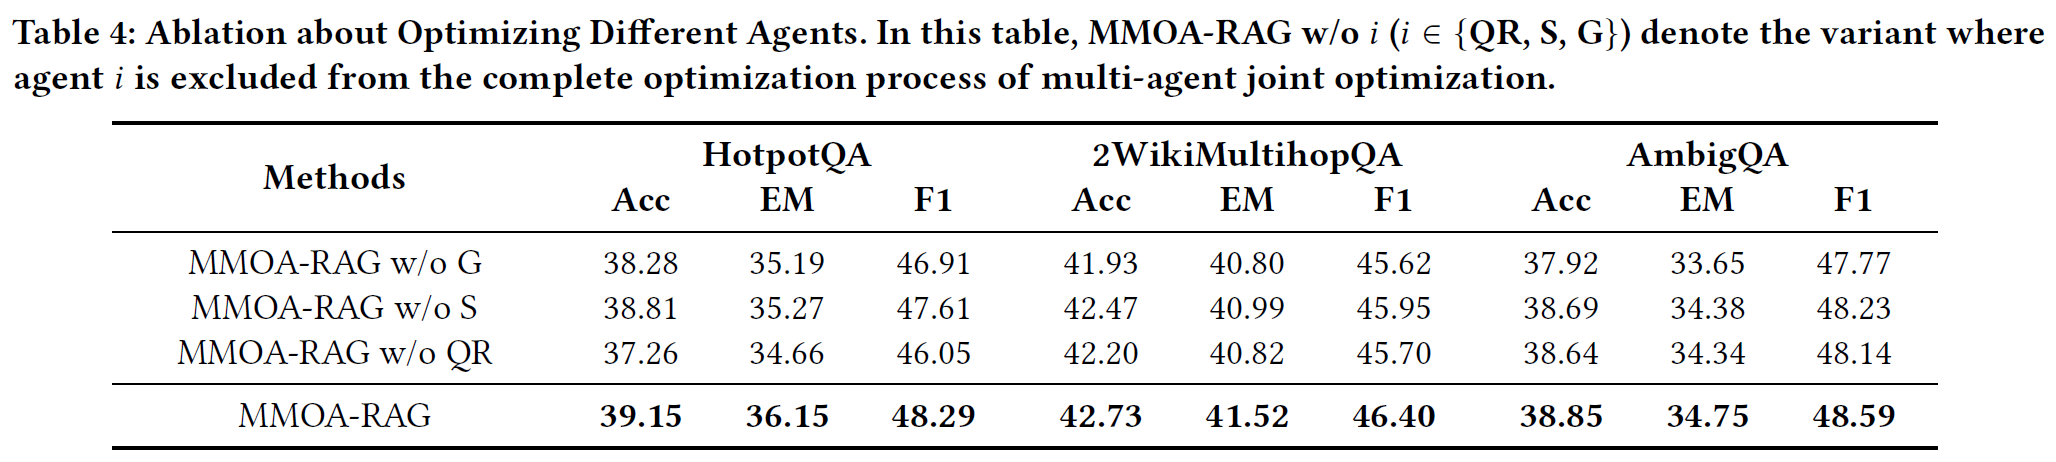 Table 4: Ablation about Optimizing Different Agents. In this table, MMOA-RAG w/o i (i ∈ {QR, S, G}) denote the variant where
agent i is excluded from the complete optimization process of multi-agent joint optimization.
Methods HotpotQA 2WikiMultihopQA AmbigQA
Acc EM F1 Acc EM F1 Acc EM F1
MMOA-RAG w/o G 38.28 35.19 46.91 41.93 40.80 45.62 37.92 33.65 47.77
MMOA-RAG w/o S 38.81 35.27 47.61 42.47 40.99 45.95 38.69 34.38 48.23
MMOA-RAG w/o QR 37.26 34.66 46.05 42.20 40.82 45.70 38.64 34.34 48.14
MMOA-RAG 39.15 36.15 48.29 42.73 41.52 46.40 38.85 34.75 48.59